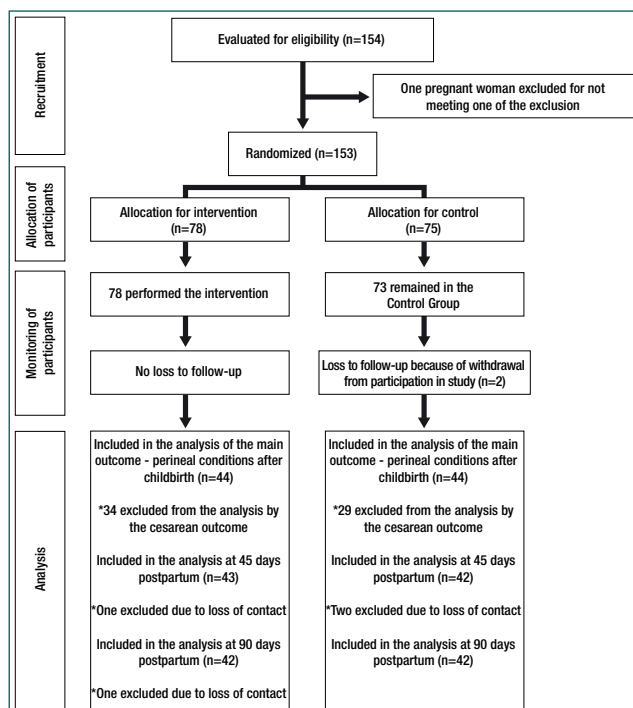 Recruitment
Evaluated for eligibility (n=154)
One pregnant woman excluded for not
meeting one of the exclusion
Randomized (n=153)
Allocation of
participants
Allocation for intervention
(n=78)
Allocation for control
(n=75)
Monitoring of
participants
78 performed the intervention
73 remained in the
Control Group
No loss to follow-up
Loss to follow-up because of withdrawal
from participation in study (n=2)
Analysis
Included in the analysis of the main
outcome - perineal conditions after
childbirth (n=44)
*34 excluded from the analysis by
the cesarean outcome
Included in the analysis at 45 days
postpartum (n=43)
*One excluded due to loss of contact
Included in the analysis at 90 days
postpartum (n=42)
*One excluded due to loss of contact
Included in the analysis of the main
outcome - perineal conditions after
childbirth (n=44)
*29 excluded from the analysis by
the cesarean outcome
Included in the analysis at 45 days
postpartum (n=42)
*Two excluded due to loss of contact
Included in the analysis at 90 days
postpartum (n=42)